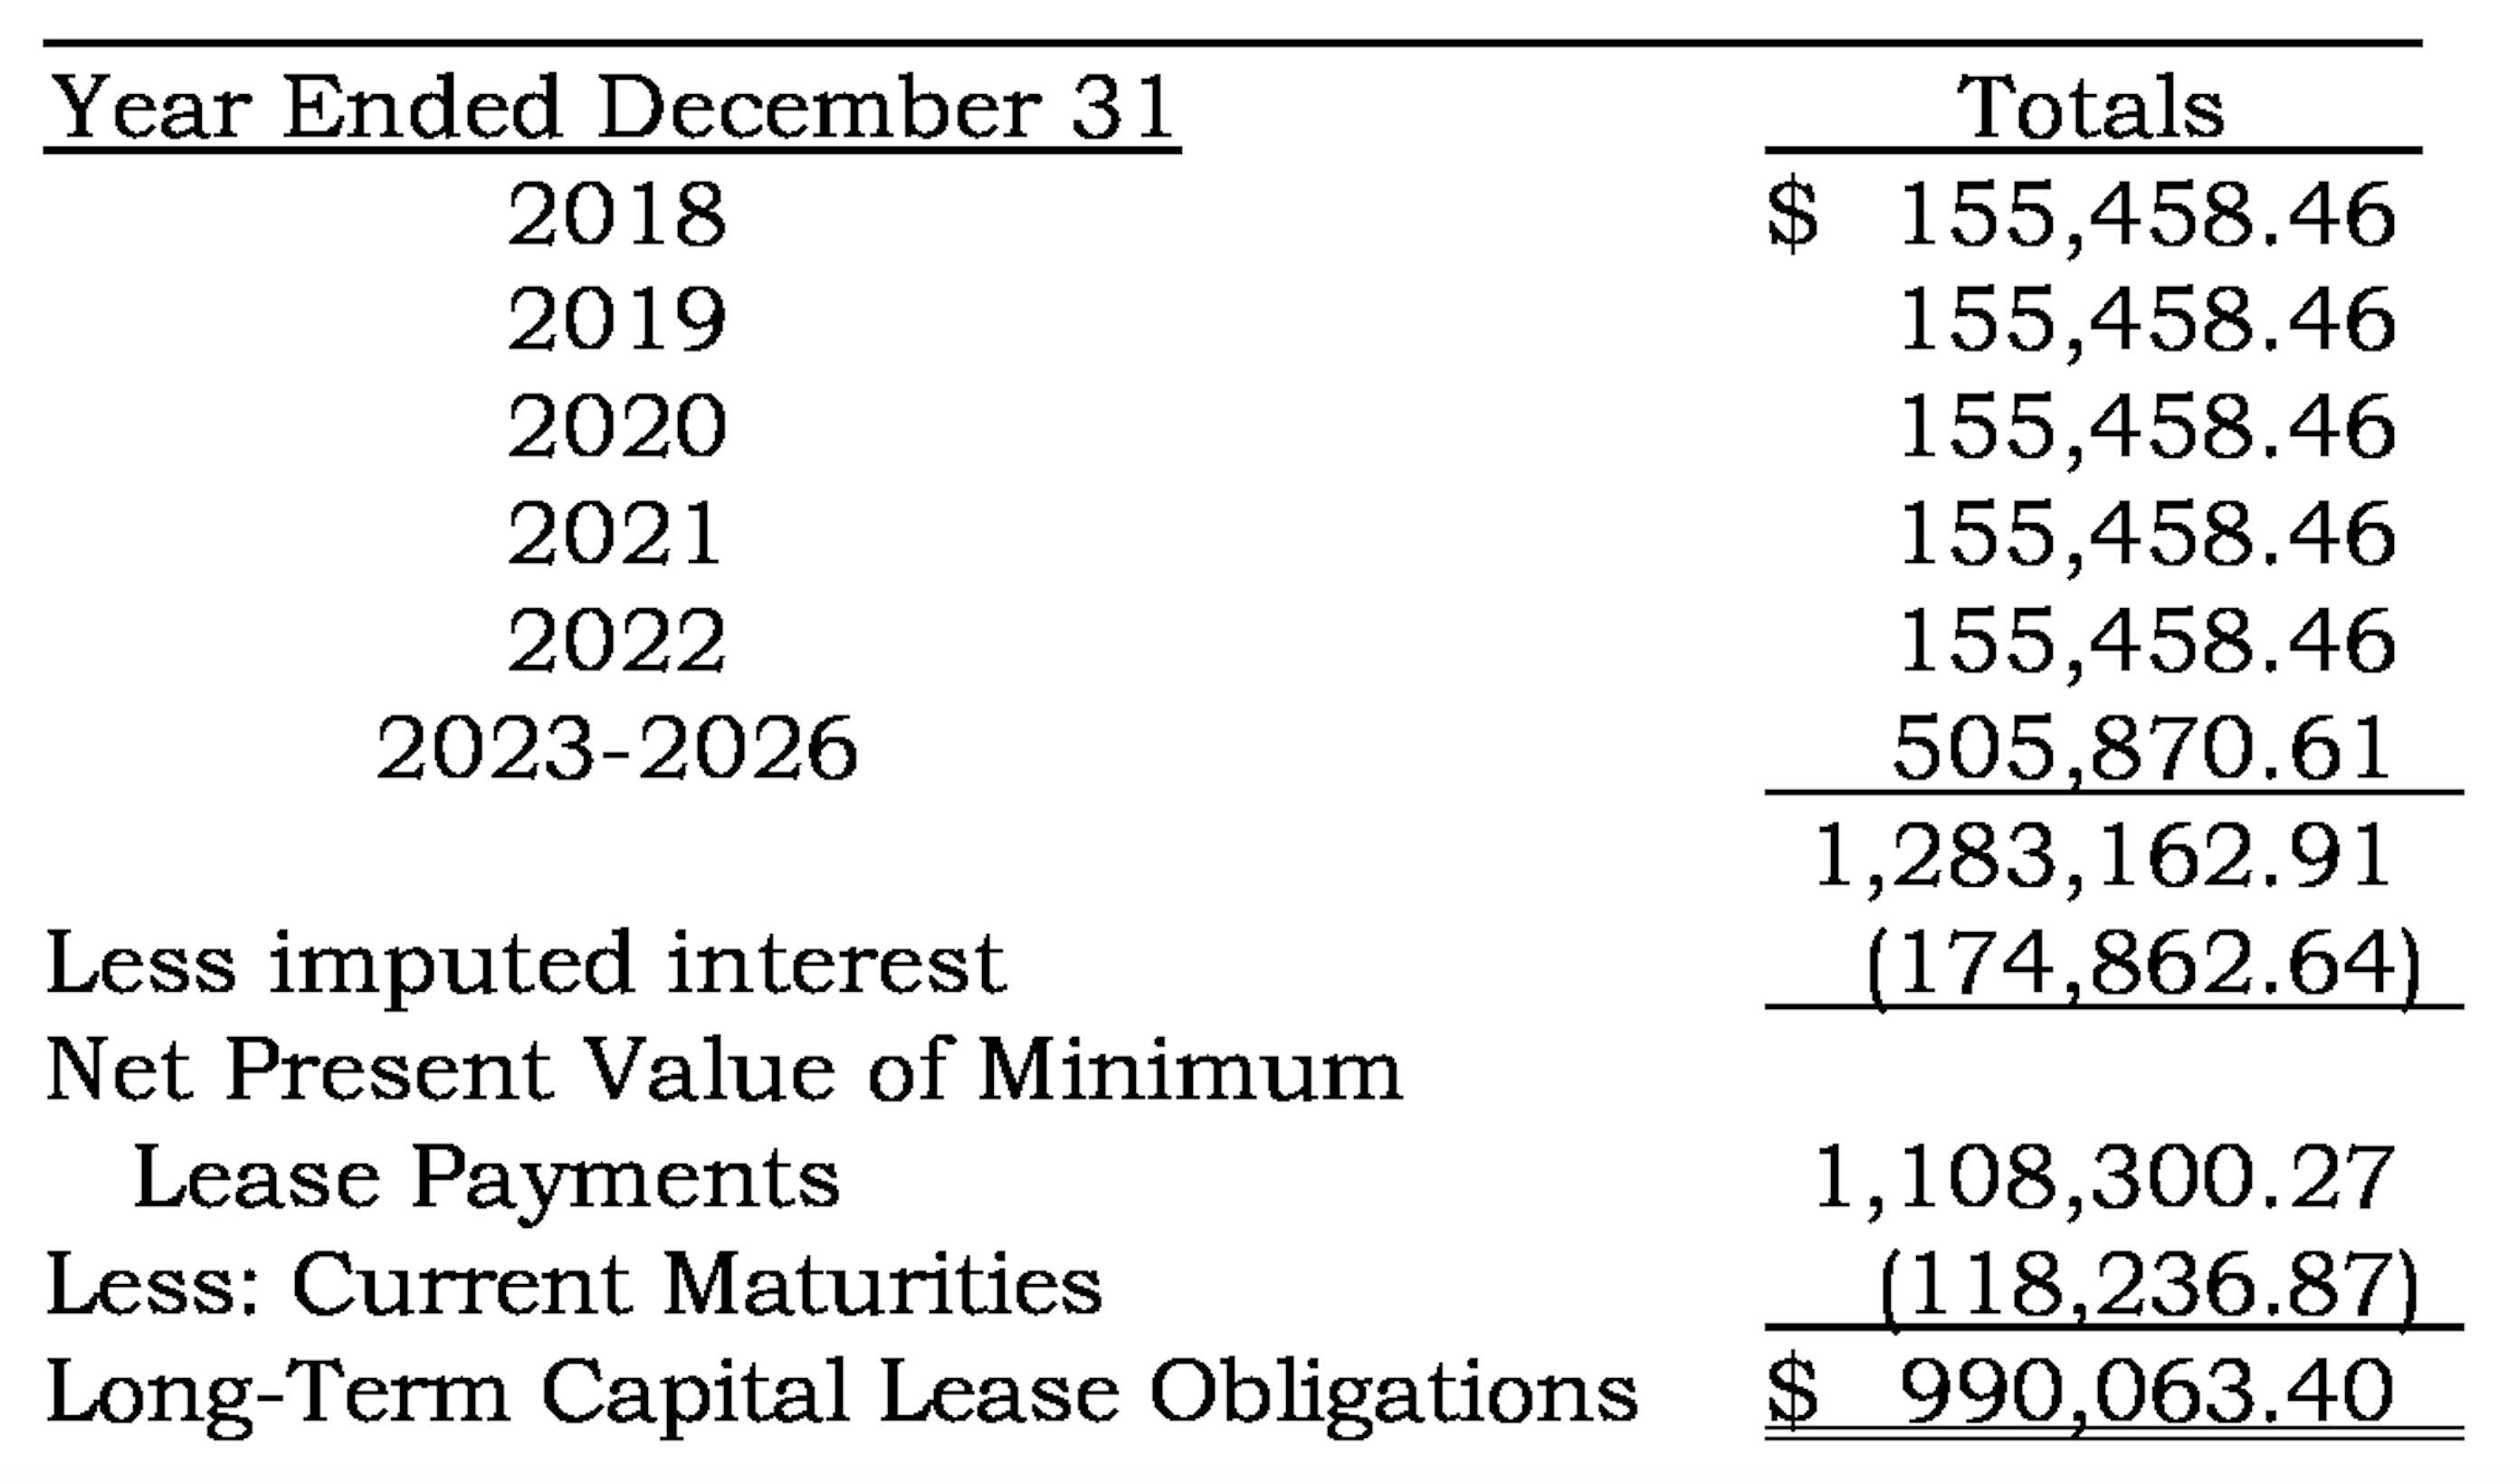 Year Ended December 31 Totals
2018 $ 155,458.46
2019 155,458.46
2020 155,458.46
2021 155,458.46
2022 155,458.46
2023-2026 505,870.61
1,283,162.91
Less imputed interest (174,862.64)
Net Present Value of Minimum
Lease Payments 1,108,300.27
Less: Current Maturities (118,236.87)
Long-Term Capital Lease Obligations $ 990,063.40